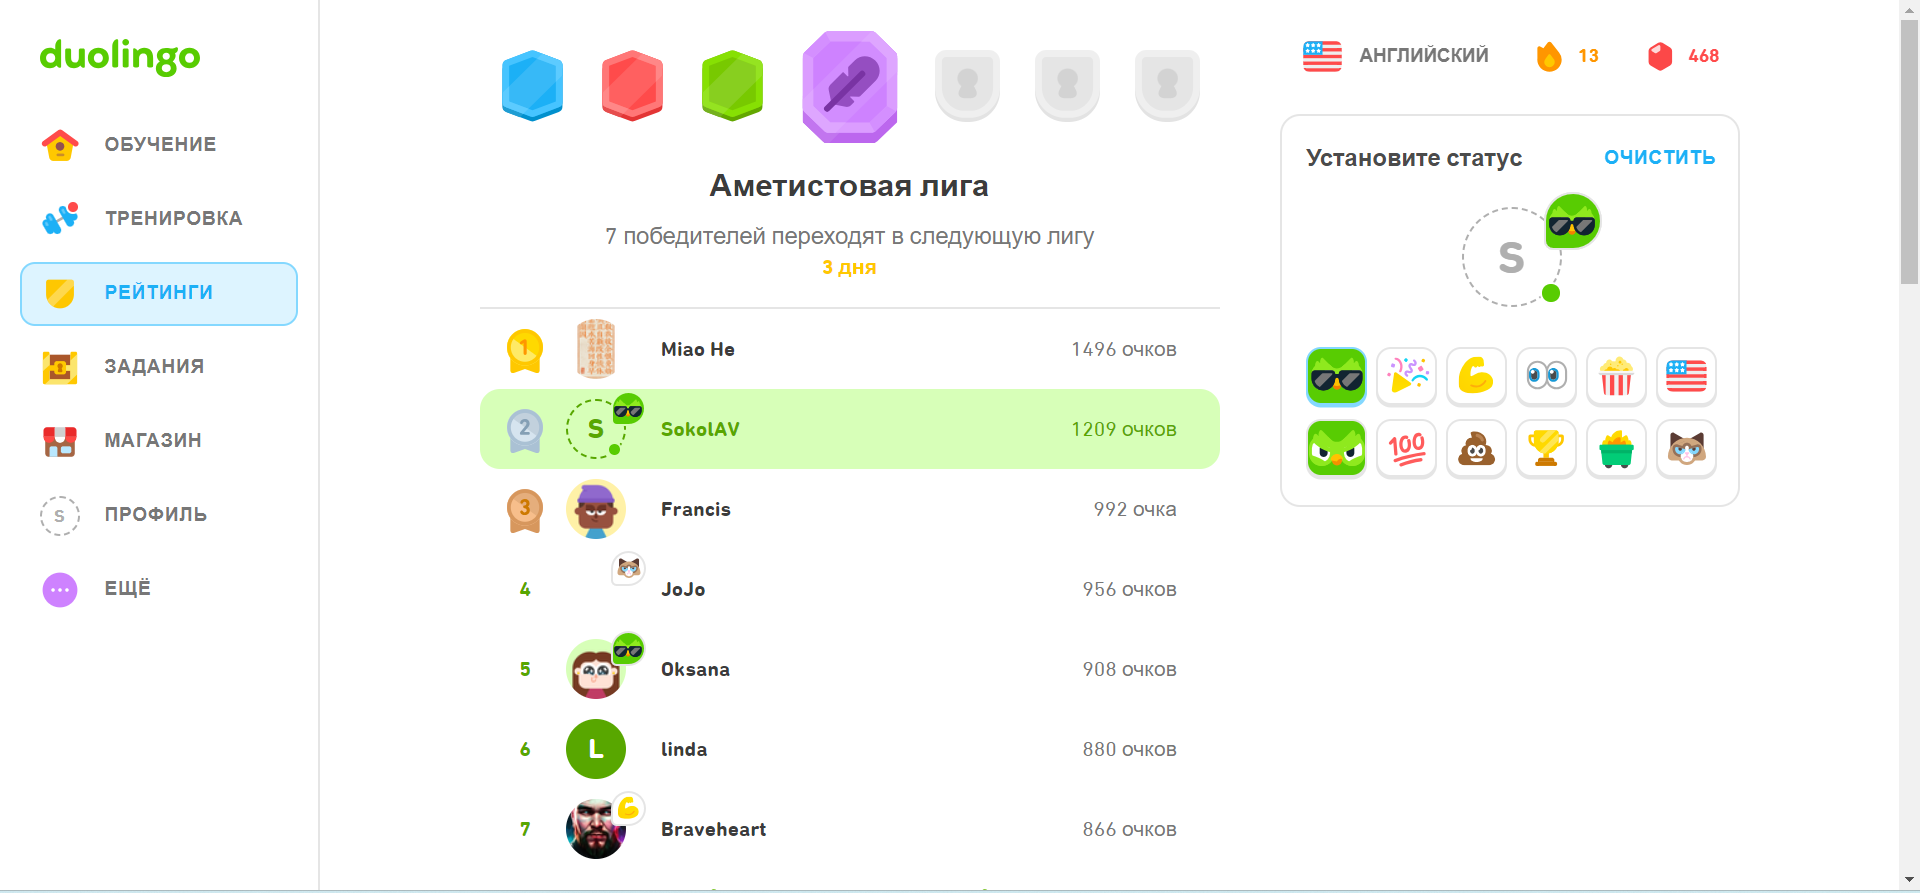 duolingo
ОБУЧЕНИЕ
ТРЕНИРОВКА
РЕЙТИНГИ
ЗАДАНИЯ
МАГАЗИН
S ПРОФИЛЬ
ЕЩЁ
Аметистовая лига
7 победителей переходят в следующую лигу
3 дня
1 Miao He 1496 очков
2 S SokolAV 1209 очков
3 Francis 992 очка
4 JoJo 956 очков
5 Oksana 908 очков
6 L linda 880 очков
7 Braveheart 866 очков
АНГЛИЙСКИЙ 13 468
Установите статус ОЧИСТИТЬ
S
100